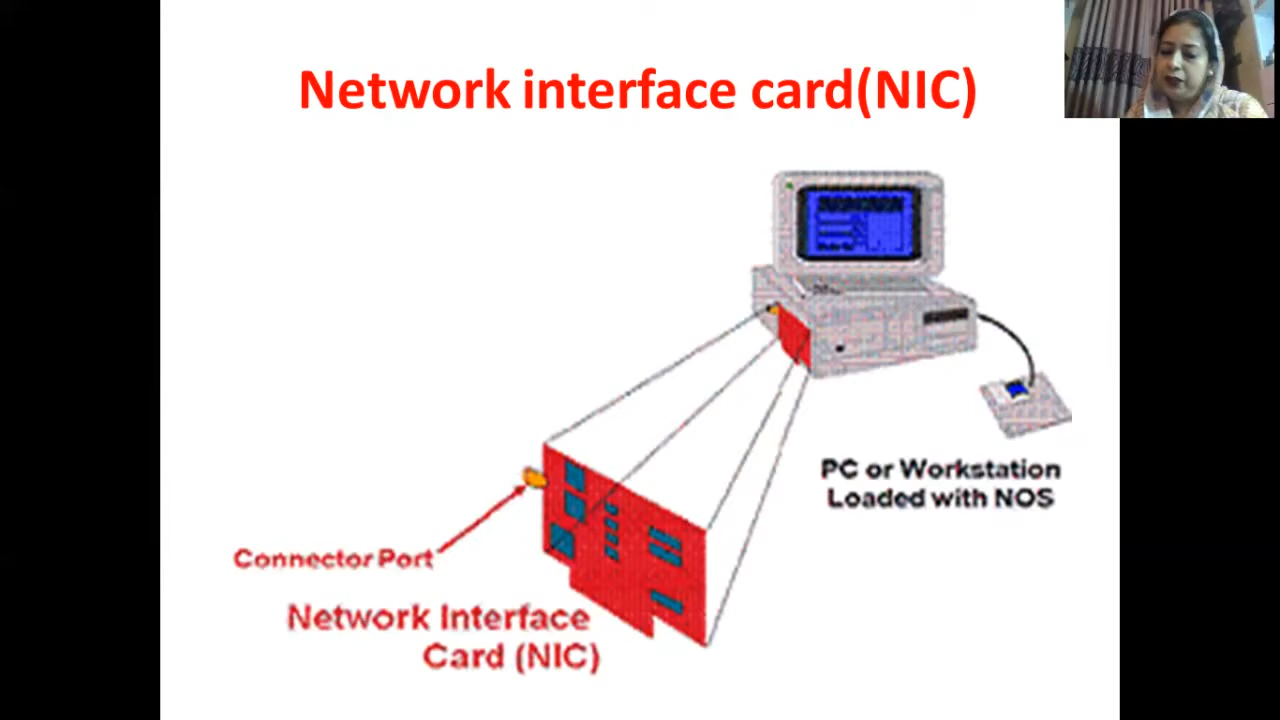 Network interface card(NIC)
PC or Workstation
Loaded with NOS
Connector Port
Network Interface
Card (NIC)